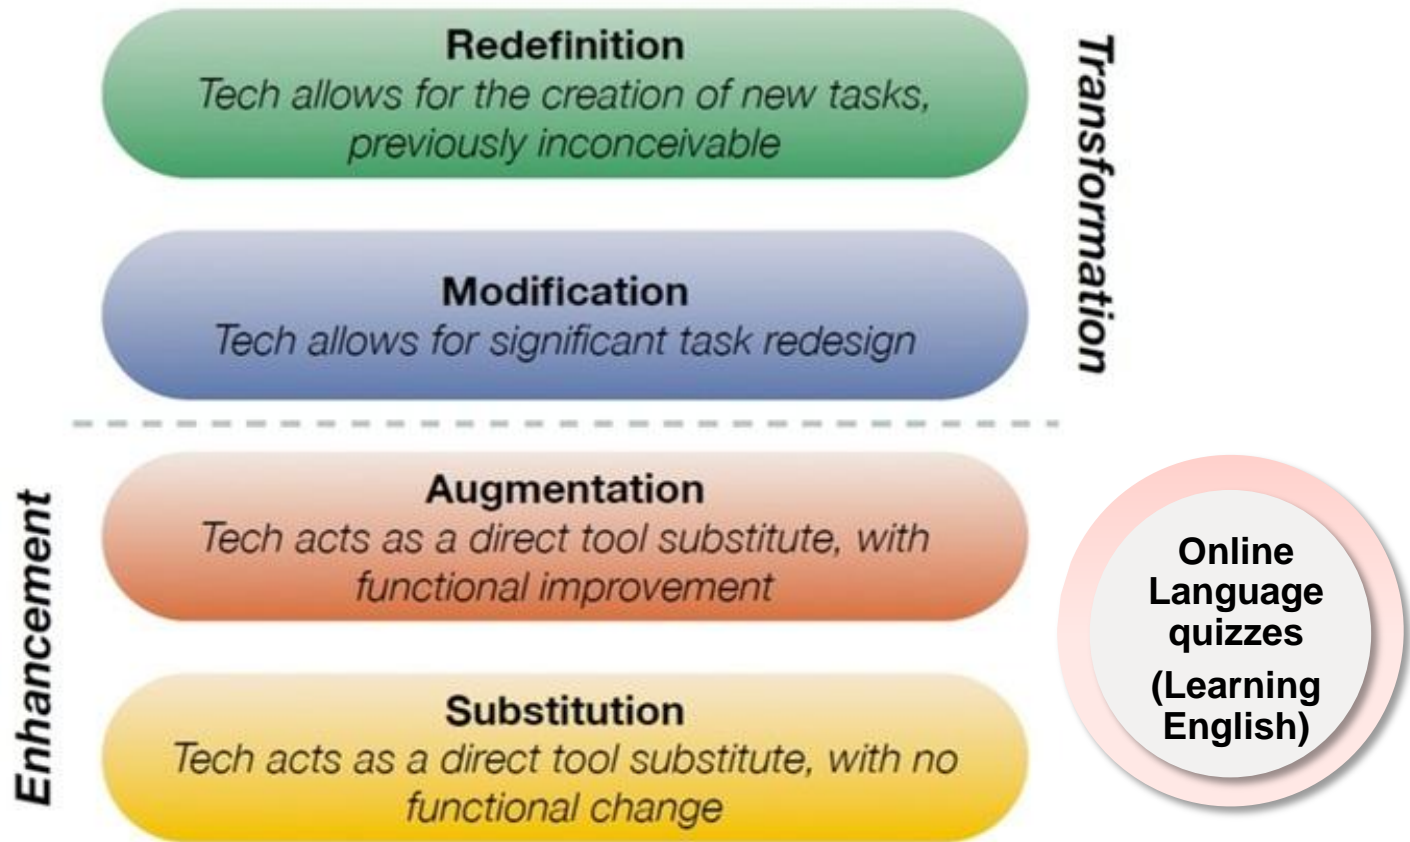 Redefinition
Tech allows for the creation of new tasks,
previously inconceivable
Modification
Tech allows for significant task redesign
Transformation
Augmentation
Tech acts as a direct tool substitute, with
functional improvement
Substitution
Tech acts as a direct tool substitute, with no
functional change
Enhancement
Online
Language
quizzes
(Learning
English)